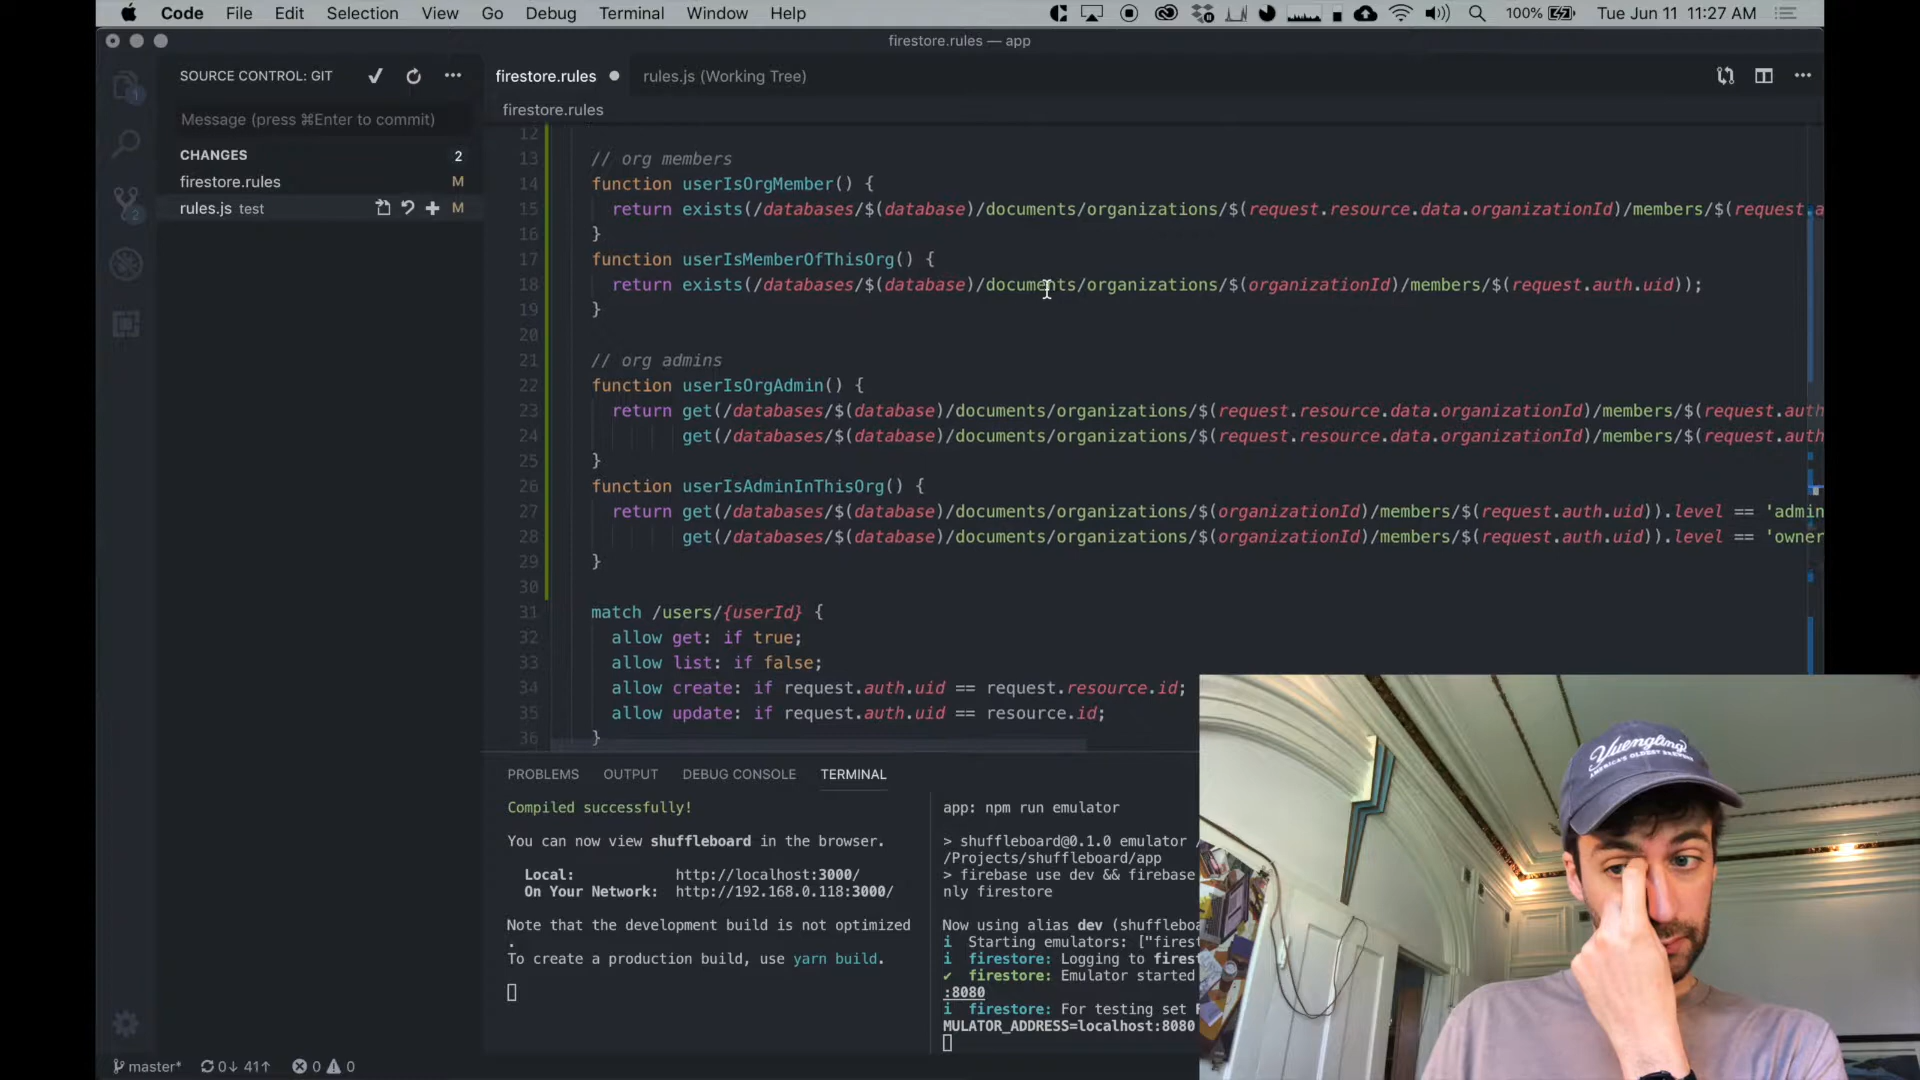 Code File Edit Selection View Go Debug Terminal Window Help 100% Tue Jun 11 11:27 AM
firestore.rules — app
SOURCE CONTROL: GIT
Message (press ⌘Enter to commit)
CHANGES 2
firestore.rules M
rules.js test M
1
2
firestore.rules rules.js (Working Tree)
firestore.rules
12
13 // org members
14 function userIsOrgMember() {
15 return exists(/databases/$(database)/documents/organizations/$(request.resource.data.organizationId)/members/$(request.a
16 }
17 function userIsMemberOfThisOrg() {
18 return exists(/databases/$(database)/documents/organizations/$(organizationId)/members/$(request.auth.uid));
19 }
20
21 // org admins
22 function userIsOrgAdmin() {
23 return get(/databases/$(database)/documents/organizations/$(request.resource.data.organizationId)/members/$(request.auth
24 get(/databases/$(database)/documents/organizations/$(request.resource.data.organizationId)/members/$(request.auth
25 }
26 function userIsAdminInThisOrg() {
27 return get(/databases/$(database)/documents/organizations/$(organizationId)/members/$(request.auth.uid)).level == 'admin
28 get(/databases/$(database)/documents/organizations/$(organizationId)/members/$(request.auth.uid)).level == 'owner
29 }
30
31 match /users/{userId} {
32 allow get: if true;
33 allow list: if false;
34 allow create: if request.auth.uid == request.resource.id;
35 allow update: if request.auth.uid == resource.id;
36 }
PROBLEMS OUTPUT DEBUG CONSOLE TERMINAL
Compiled successfully!
You can now view shuffleboard in the browser.
Local: http://localhost:3000/
On Your Network: http://192.168.0.118:3000/
Note that the development build is not optimized
.
To create a production build, use yarn build.
app: npm run emulator
> shuffleboard@0.1.0 emulator /
/Projects/shuffleboard/app
> firebase use dev && firebase
nly firestore
Now using alias dev (shufflebo
i firestore: Starting emulators: ["firest
i firestore: Logging to firest
✔ firestore: Emulator started
:8080
i firestore: For testing set F
MULATOR_ADDRESS=localhost:8080
Yuengling
AMERICA'S OLDEST BREWERY
master* 0↓ 41↑ 0 0